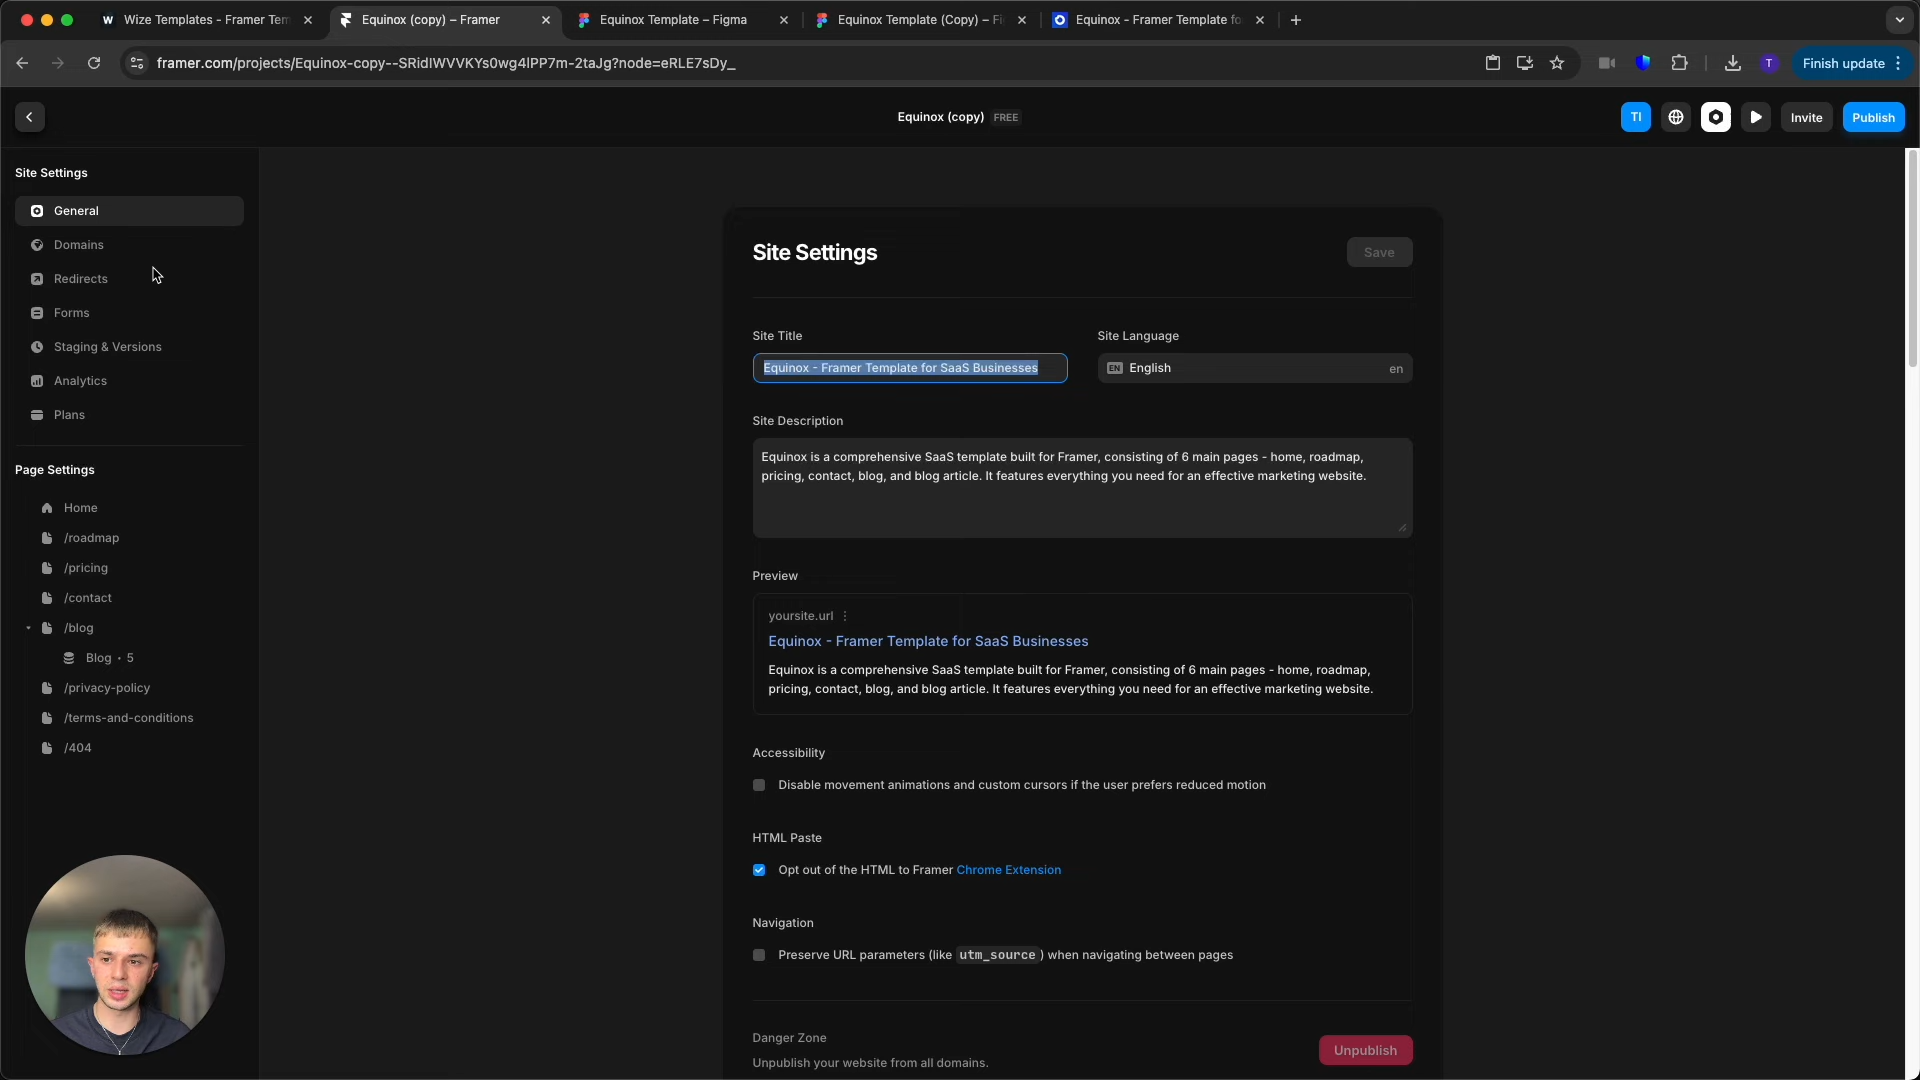 Wize Templates - Framer Tem
Equinox (copy) – Framer
Equinox Template – Figma
Equinox Template (Copy) – Fi
Equinox - Framer Template fo
framer.com/projects/Equinox-copy--SRidIWVVKYs0wg4lPP7m-2taJg?node=eRLE7sDy_
T
Finish update
Equinox (copy) FREE
TI
Invite
Publish
Site Settings
General
Domains
Redirects
Forms
Staging & Versions
Analytics
Plans
Page Settings
Home
/roadmap
/pricing
/contact
/blog
Blog • 5
/privacy-policy
/terms-and-conditions
/404
Site Settings
Save
Site Title
Site Language
Equinox - Framer Template for SaaS Businesses
EN English en
Site Description
Equinox is a comprehensive SaaS template built for Framer, consisting of 6 main pages - home, roadmap,
pricing, contact, blog, and blog article. It features everything you need for an effective marketing website.
Preview
yoursite.url
Equinox - Framer Template for SaaS Businesses
Equinox is a comprehensive SaaS template built for Framer, consisting of 6 main pages - home, roadmap,
pricing, contact, blog, and blog article. It features everything you need for an effective marketing website.
Accessibility
Disable movement animations and custom cursors if the user prefers reduced motion
HTML Paste
Opt out of the HTML to Framer Chrome Extension
Navigation
Preserve URL parameters (like utm_source) when navigating between pages
Danger Zone
Unpublish your website from all domains.
Unpublish